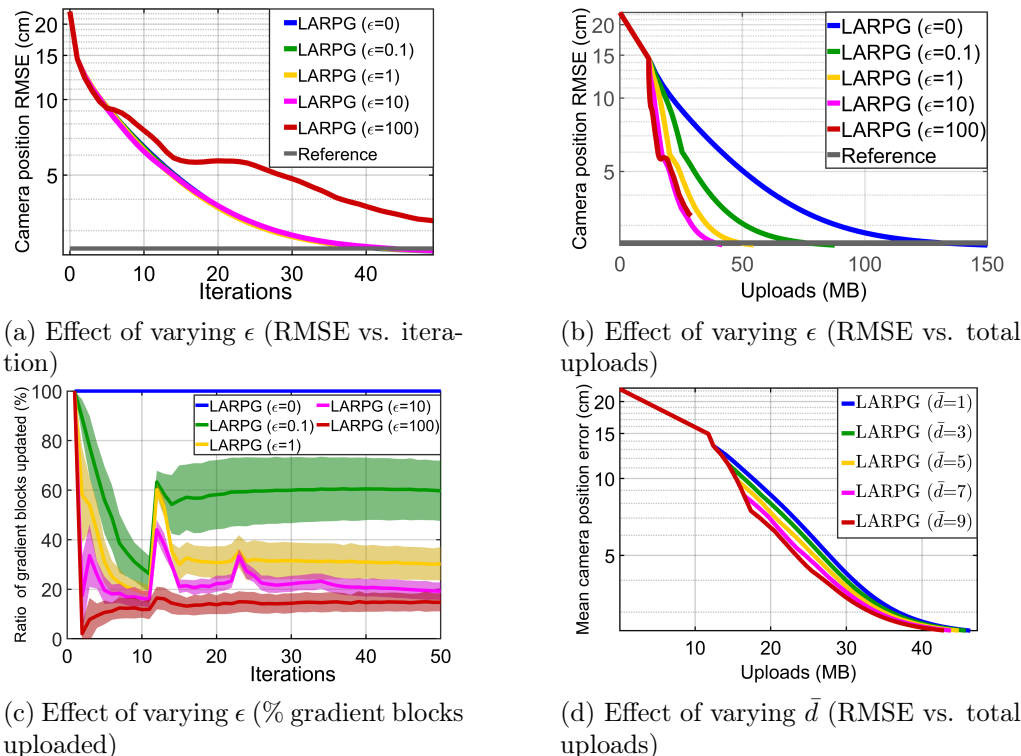 Camera position RMSE (cm)
20
15
10
5
0 10 20 30 40
Iterations
LARPG (ϵ=0)
LARPG (ϵ=0.1)
LARPG (ϵ=1)
LARPG (ϵ=10)
LARPG (ϵ=100)
Reference
(a) Effect of varying ϵ (RMSE vs. itera-
tion)
Camera position RMSE (cm)
20
15
10
5
0 50 100 150
Uploads (MB)
LARPG (ϵ=0)
LARPG (ϵ=0.1)
LARPG (ϵ=1)
LARPG (ϵ=10)
LARPG (ϵ=100)
Reference
(b) Effect of varying ϵ (RMSE vs. total
uploads)
Ratio of gradient blocks updated (%)
100
80
60
40
20
0
0 10 20 30 40 50
Iterations
LARPG (ϵ=0) LARPG (ϵ=10)
LARPG (ϵ=0.1) LARPG (ϵ=100)
LARPG (ϵ=1)
(c) Effect of varying ϵ (% gradient blocks
uploaded)
Mean camera position error (cm)
20
15
10
5
10 20 30 40
Uploads (MB)
LARPG (d̄=1)
LARPG (d̄=3)
LARPG (d̄=5)
LARPG (d̄=7)
LARPG (d̄=9)
(d) Effect of varying d̄ (RMSE vs. total
uploads)